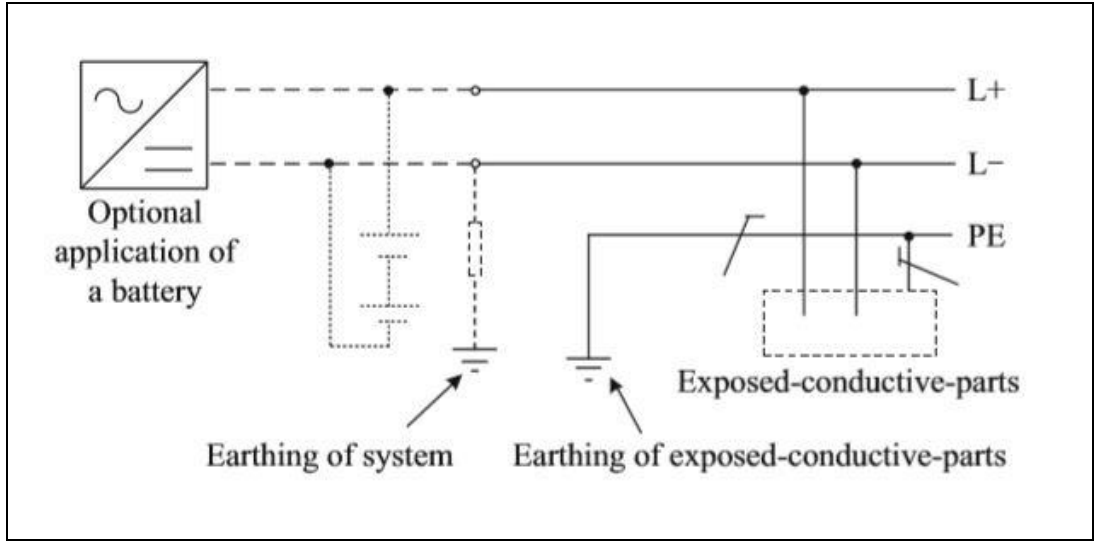 L+
L−
PE
Optional
application of
a battery
Exposed-conductive-parts
Earthing of system
Earthing of exposed-conductive-parts